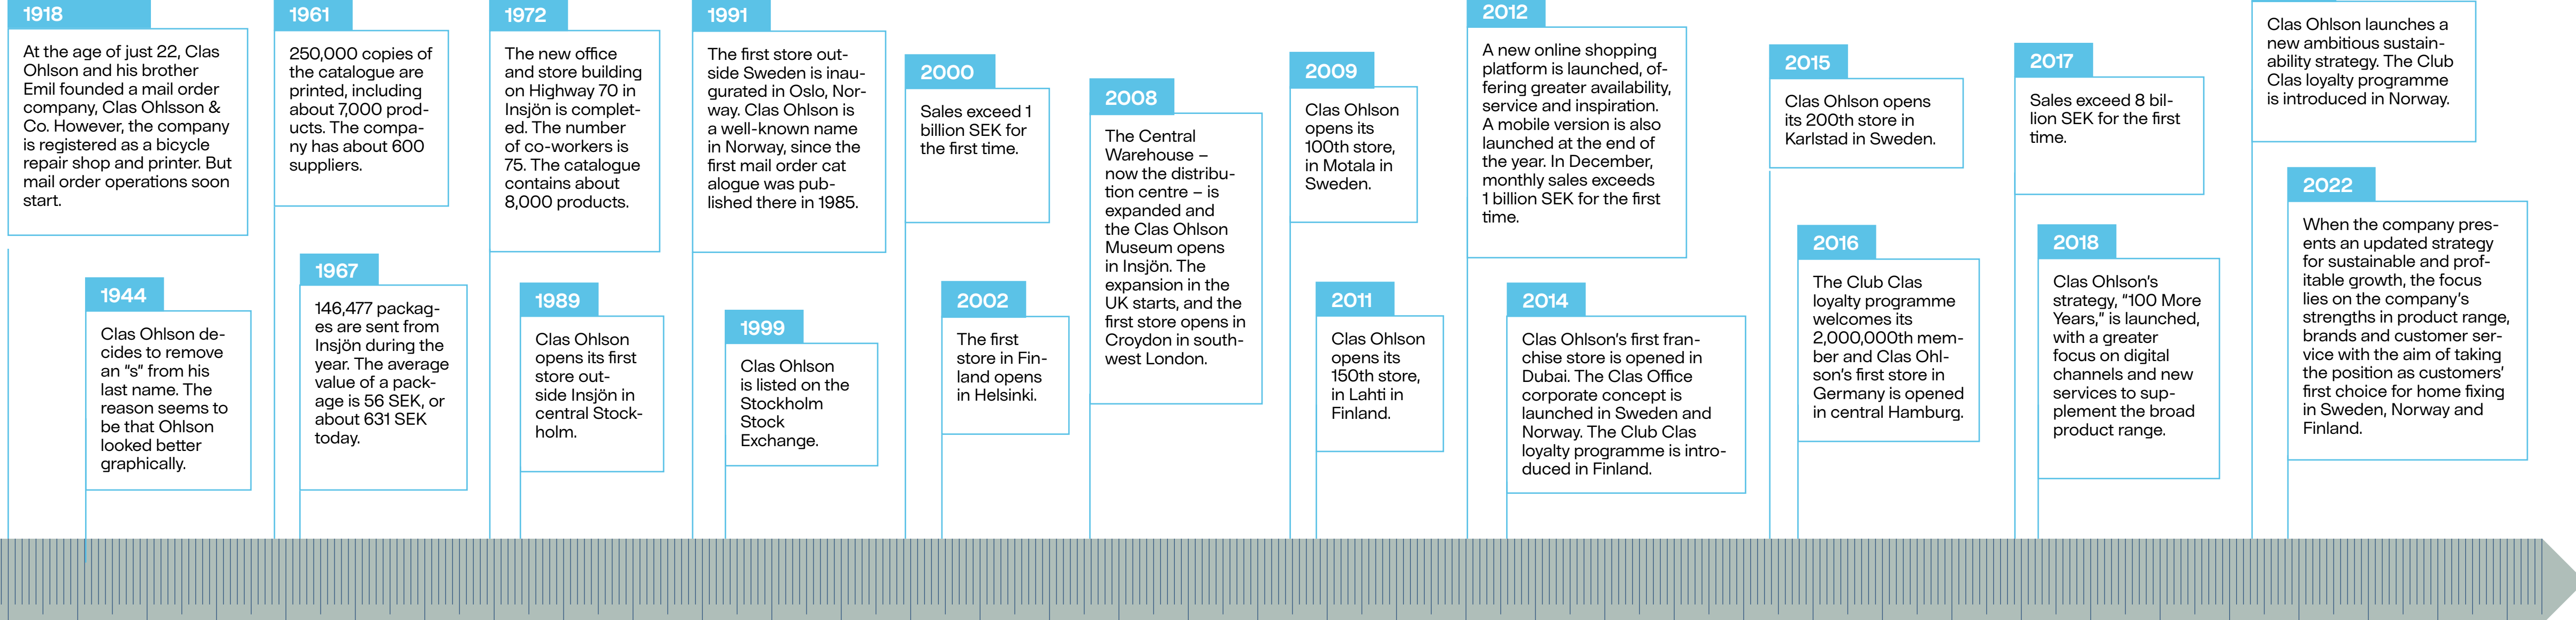 1918
At the age of just 22, Clas
Ohlson and his brother
Emil founded a mail order
company, Clas Ohlsson &
Co. However, the company
is registered as a bicycle
repair shop and printer. But
mail order operations soon
start.
1944
Clas Ohlson de-
cides to remove
an “s” from his
last name. The
reason seems to
be that Ohlson
looked better
graphically.
1961
250,000 copies of
the catalogue are
printed, including
about 7,000 prod-
ucts. The compa-
ny has about 600
suppliers.
1967
146,477 packag-
es are sent from
Insjön during the
year. The average
value of a pack-
age is 56 SEK, or
about 631 SEK
today.
1972
The new office
and store building
on Highway 70 in
Insjön is complet-
ed. The number
of co-workers is
75. The catalogue
contains about
8,000 products.
1989
Clas Ohlson
opens its first
store out-
side Insjön in
central Stock-
holm.
1991
The first store out-
side Sweden is inau-
gurated in Oslo, Nor-
way. Clas Ohlson is
a well-known name
in Norway, since the
first mail order cat
alogue was pub-
lished there in 1985.
1999
Clas Ohlson
is listed on the
Stockholm
Stock
Exchange.
2000
Sales exceed 1
billion SEK for
the first time.
2002
The first
store in Fin-
land opens
in Helsinki.
2008
The Central
Warehouse –
now the distribu-
tion centre – is
expanded and
the Clas Ohlson
Museum opens
in Insjön. The
expansion in the
UK starts, and the
first store opens in
Croydon in south-
west London.
2009
Clas Ohlson
opens its
100th store,
in Motala in
Sweden.
2011
Clas Ohlson
opens its
150th store,
in Lahti in
Finland.
2012
A new online shopping
platform is launched, of-
fering greater availability,
service and inspiration.
A mobile version is also
launched at the end of
the year. In December,
monthly sales exceeds
1 billion SEK for the first
time.
2014
Clas Ohlson’s first fran-
chise store is opened in
Dubai. The Clas Office
corporate concept is
launched in Sweden and
Norway. The Club Clas
loyalty programme is intro-
duced in Finland.
2015
Clas Ohlson opens
its 200th store in
Karlstad in Sweden.
2016
The Club Clas
loyalty programme
welcomes its
2,000,000th mem-
ber and Clas Ohl-
son’s first store in
Germany is opened
in central Hamburg.
2017
Sales exceed 8 bil-
lion SEK for the first
time.
2018
Clas Ohlson’s
strategy, “100 More
Years,” is launched,
with a greater
focus on digital
channels and new
services to sup-
plement the broad
product range.
Clas Ohlson launches a
new ambitious sustain-
ability strategy. The Club
Clas loyalty programme
is introduced in Norway.
2022
When the company pres-
ents an updated strategy
for sustainable and prof-
itable growth, the focus
lies on the company’s
strengths in product range,
brands and customer ser-
vice with the aim of taking
the position as customers’
first choice for home fixing
in Sweden, Norway and
Finland.